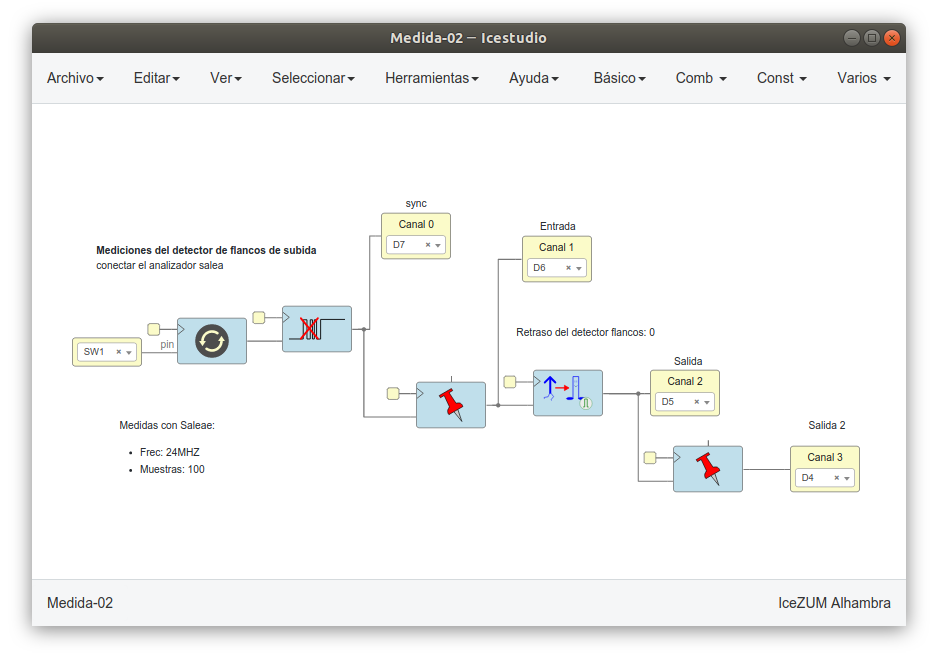 Medida-02 — Icestudio
Archivo Editar Ver Seleccionar Herramientas Ayuda Básico Comb Const Varios
sync
Canal 0
D7
Entrada
Canal 1
D6
Mediciones del detector de flancos de subida
conectar el analizador salea
pin
SW1
Retraso del detector flancos: 0
Salida
Canal 2
D5
Medidas con Saleae:
• Frec: 24MHZ
• Muestras: 100
Salida 2
Canal 3
D4
Medida-02
IceZUM Alhambra